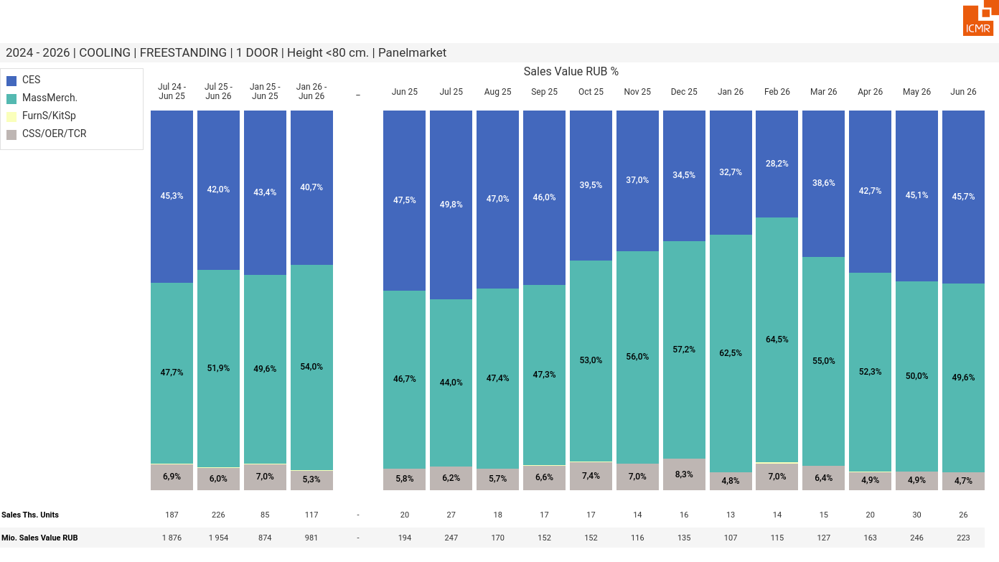 ICMR
2024 - 2026 | COOLING | FREESTANDING | 1 DOOR | Height <80 cm. | Panelmarket
Sales Value RUB %
CES
MassMerch.
FurnS/KitSp
CSS/OER/TCR
Jul 24 - Jun 25 Jul 25 - Jun 26 Jan 25 - Jun 25 Jan 26 - Jun 26 – Jun 25 Jul 25 Aug 25 Sep 25 Oct 25 Nov 25 Dec 25 Jan 26 Feb 26 Mar 26 Apr 26 May 26 Jun 26
45,3% 42,0% 43,4% 40,7% 47,5% 49,8% 47,0% 46,0% 39,5% 37,0% 34,5% 32,7% 28,2% 38,6% 42,7% 45,1% 45,7%
47,7% 51,9% 49,6% 54,0% 46,7% 44,0% 47,4% 47,3% 53,0% 56,0% 57,2% 62,5% 64,5% 55,0% 52,3% 50,0% 49,6%
6,9% 6,0% 7,0% 5,3% 5,8% 6,2% 5,7% 6,6% 7,4% 7,0% 8,3% 4,8% 7,0% 6,4% 4,9% 4,9% 4,7%
Sales Ths. Units 187 226 85 117 - 20 27 18 17 17 14 16 13 14 15 20 30 26
Mio. Sales Value RUB 1 876 1 954 874 981 - 194 247 170 152 152 116 135 107 115 127 163 246 223